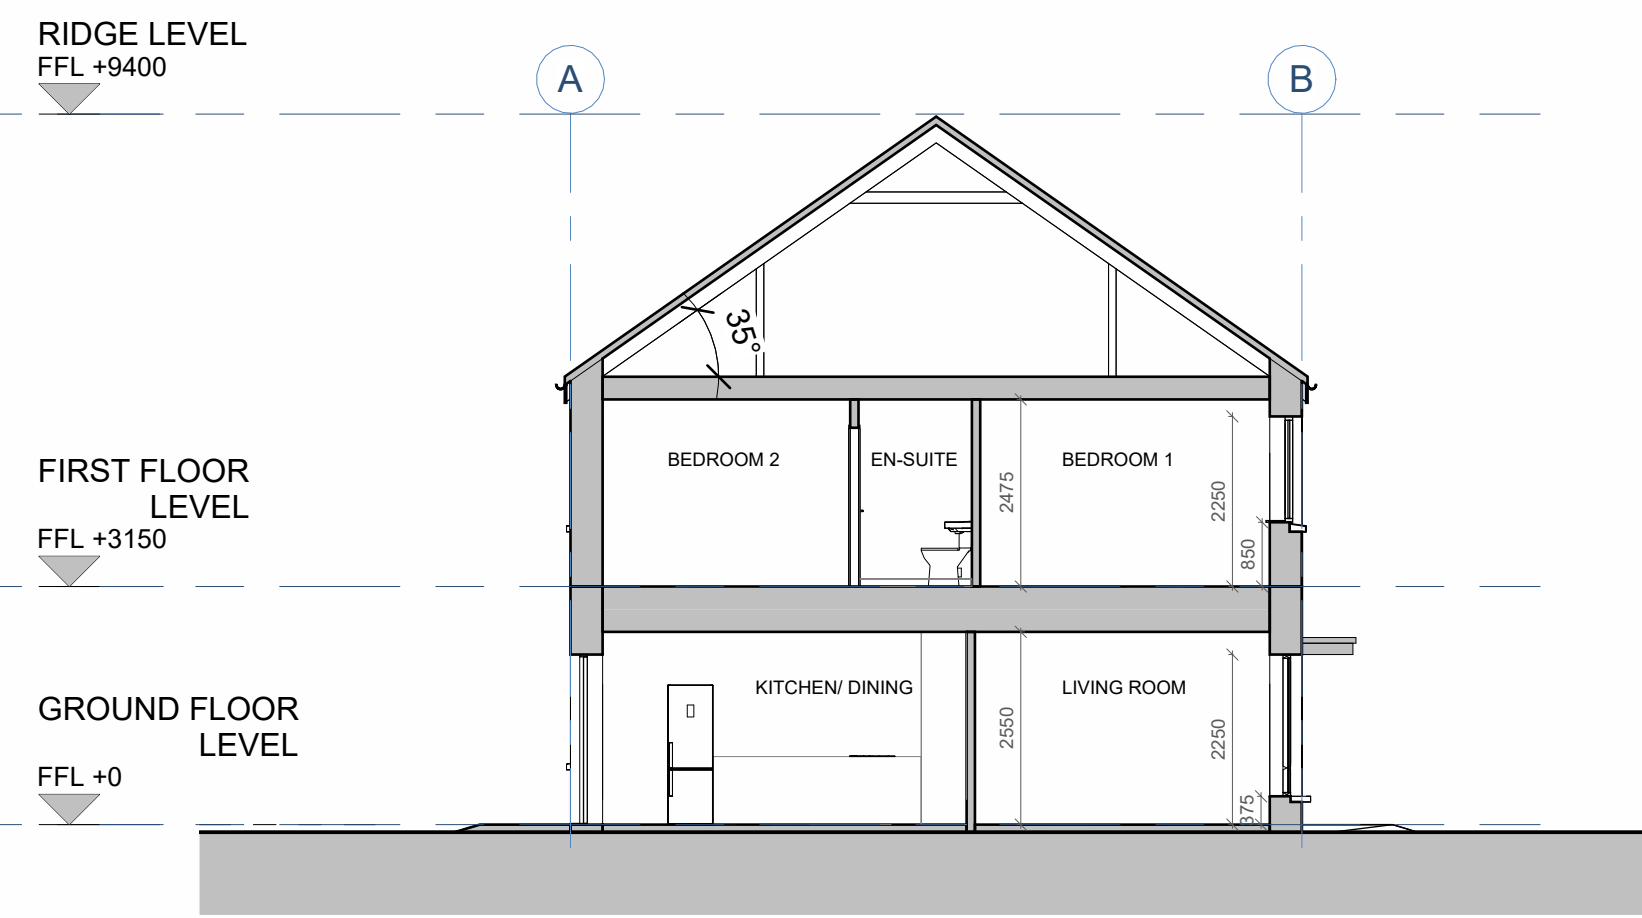 RIDGE LEVEL
FFL +9400
A
B
35°
FIRST FLOOR
LEVEL
FFL +3150
BEDROOM 2
EN-SUITE
BEDROOM 1
2475
2250
850
GROUND FLOOR
LEVEL
FFL +0
KITCHEN/ DINING
LIVING ROOM
2550
2250
375